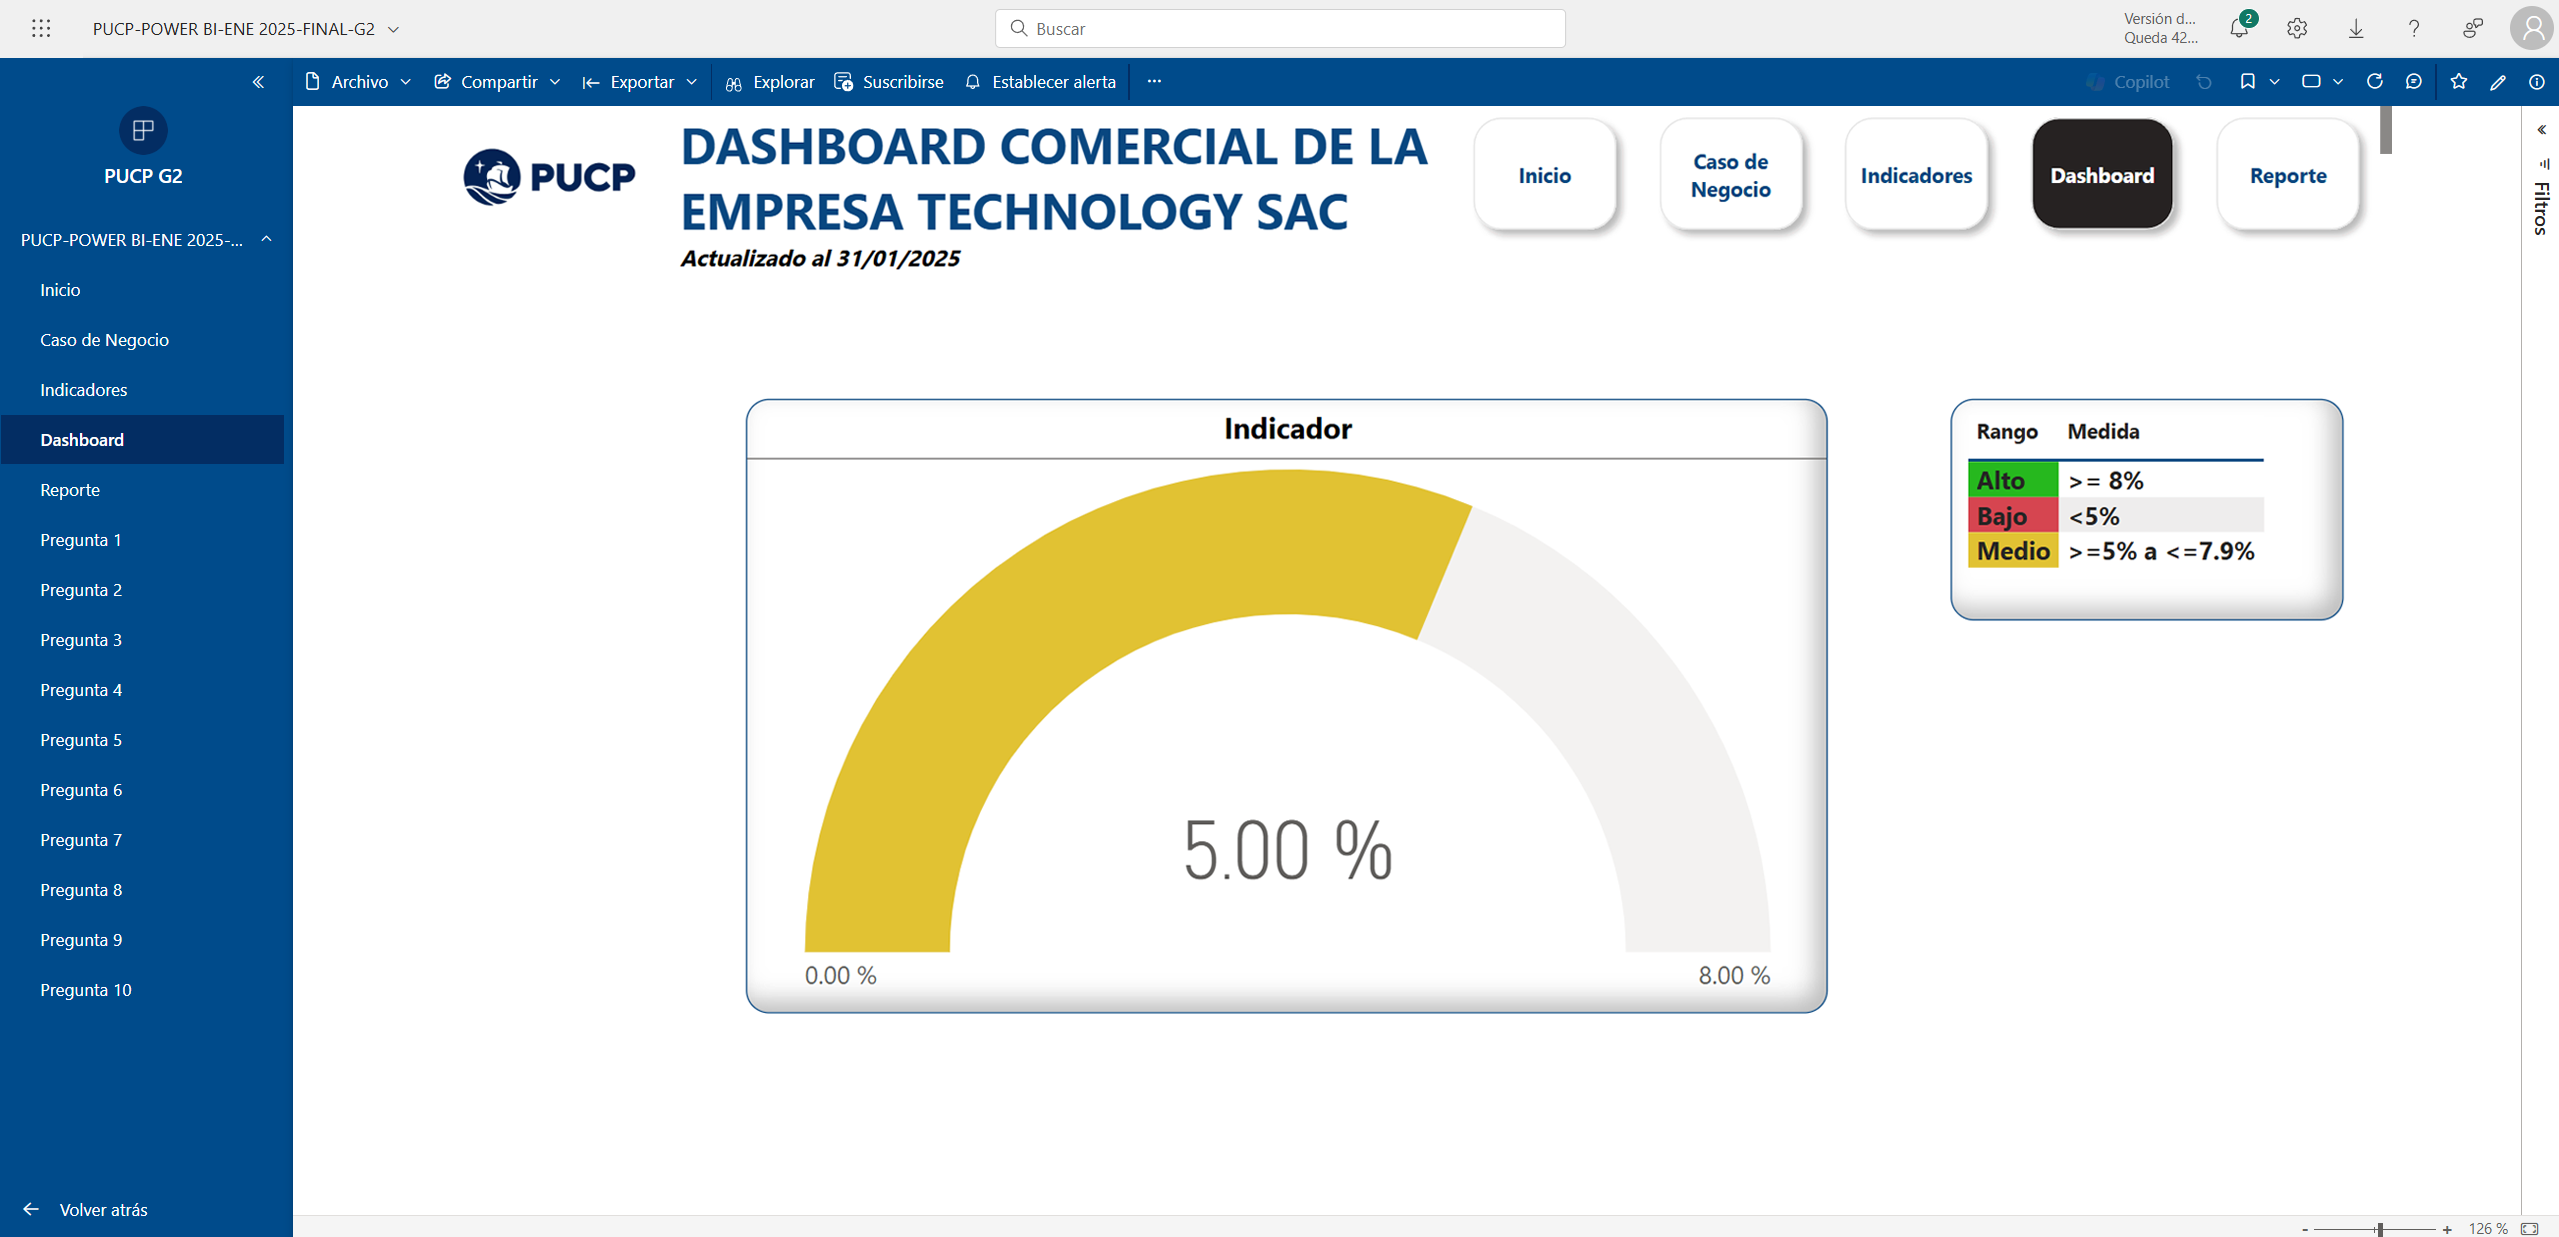 PUCP-POWER BI-ENE 2025-FINAL-G2
Buscar
Versión d...
Queda 42...
2
Archivo
Compartir
Exportar
Explorar
Suscribirse
Establecer alerta
Copilot
PUCP G2
PUCP-POWER BI-ENE 2025-...
Inicio
Caso de Negocio
Indicadores
Dashboard
Reporte
Pregunta 1
Pregunta 2
Pregunta 3
Pregunta 4
Pregunta 5
Pregunta 6
Pregunta 7
Pregunta 8
Pregunta 9
Pregunta 10
Volver atrás
PUCP
DASHBOARD COMERCIAL DE LA
EMPRESA TECHNOLOGY SAC
Actualizado al 31/01/2025
Inicio
Caso de
Negocio
Indicadores
Dashboard
Reporte
Filtros
Indicador
5.00 %
0.00 %
8.00 %
Rango Medida
Alto >= 8%
Bajo <5%
Medio >=5% a <=7.9%
- + 126 %